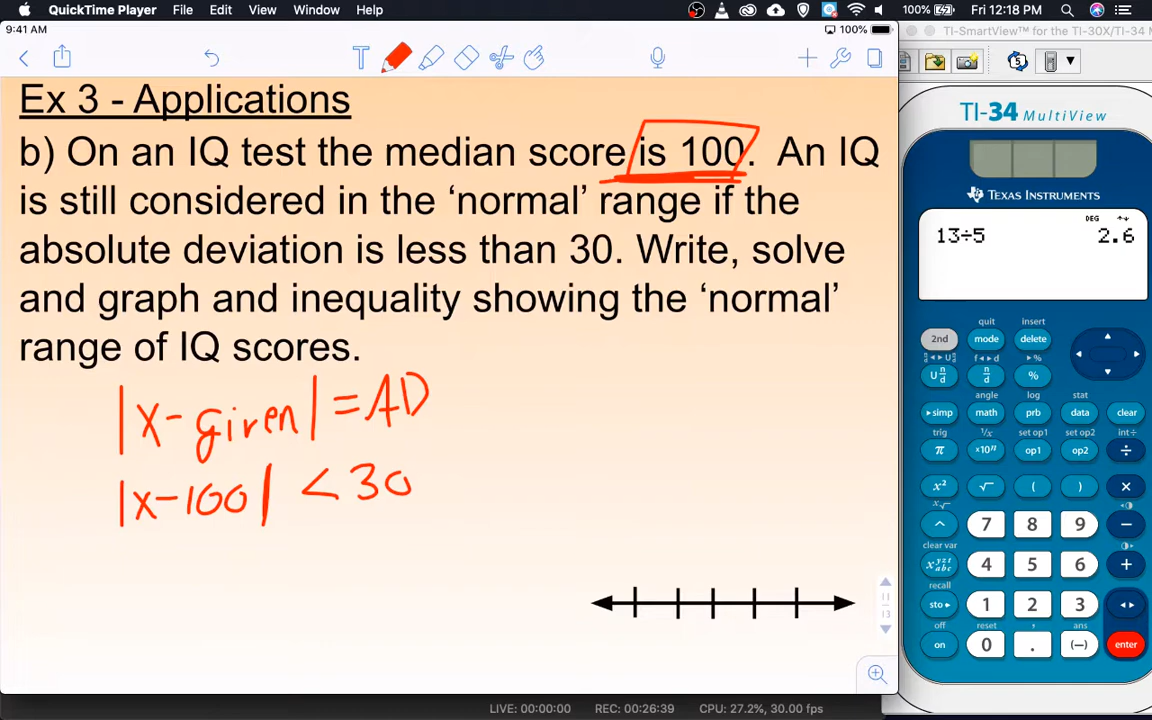 QuickTime Player File Edit View Window Help 100% Fri 12:18 PM
9:41 AM 100%
TI-SmartView™ for the TI-30X/TI-34 M
T
Ex 3 - Applications
b) On an IQ test the median score is 100. An IQ
is still considered in the ‘normal’ range if the
absolute deviation is less than 30. Write, solve
and graph and inequality showing the ‘normal’
range of IQ scores.
|x-given| = AD
|x-100| < 30
11
13
TI-34 MultiView
TEXAS INSTRUMENTS
DEG
13÷5 2.6
quit insert
2nd mode delete
f◄►d ►%
U n/d n/d %
angle log stat
►simp math prb data clear
trig 1/x set op1 set op2 int÷
π ×10ⁿ op1 op2 ÷
x² √ ( ) ×
^ 7 8 9 −
clear var
x yzt abc 4 5 6 +
recall
sto► 1 2 3 ◄►
off reset , ans
on 0 . (−) enter
LIVE: 00:00:00 REC: 00:26:39 CPU: 27.2%, 30.00 fps